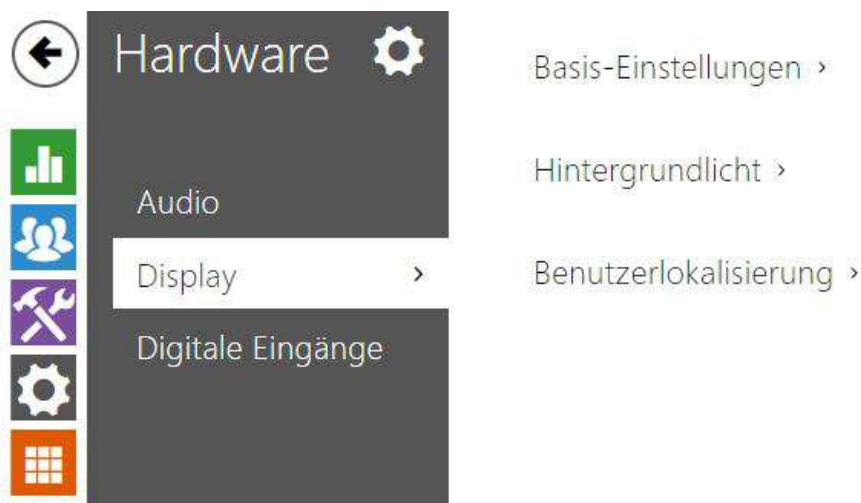 Hardware
Audio
Display
Digitale Eingänge
Basis-Einstellungen
Hintergrundlicht
Benutzerlokalisierung